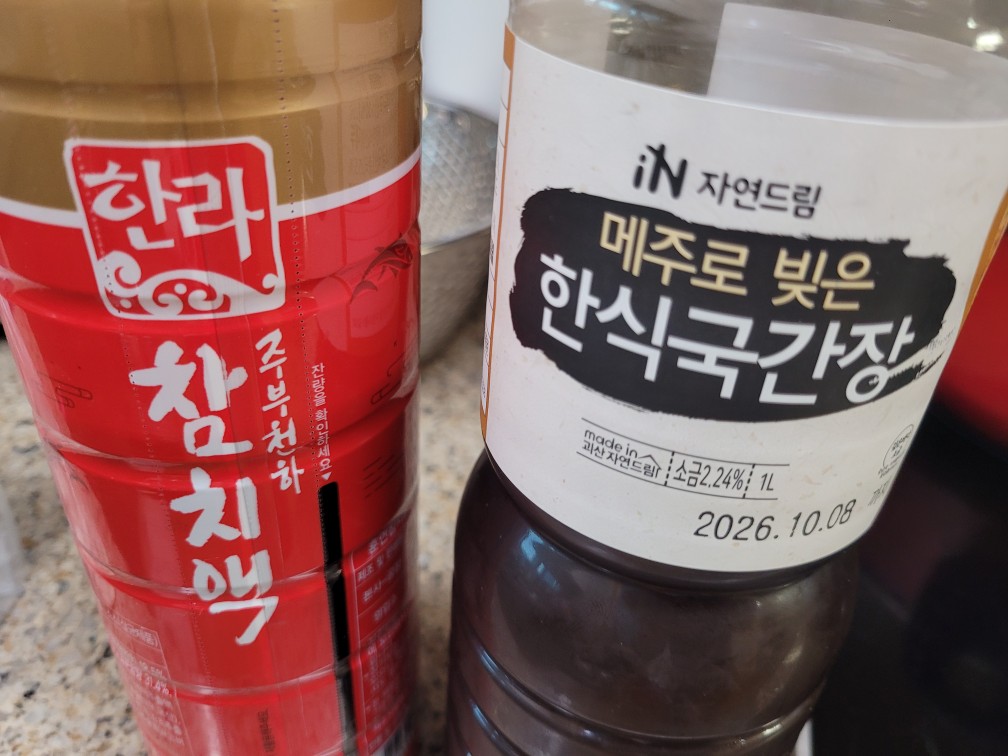 한라
참치액
주부천하
잔량을 확인하세요▼
iN 자연드림
메주로 빚은
한식국간장
made in
괴산자연드림
소금2.24%
1L
2026.10.08